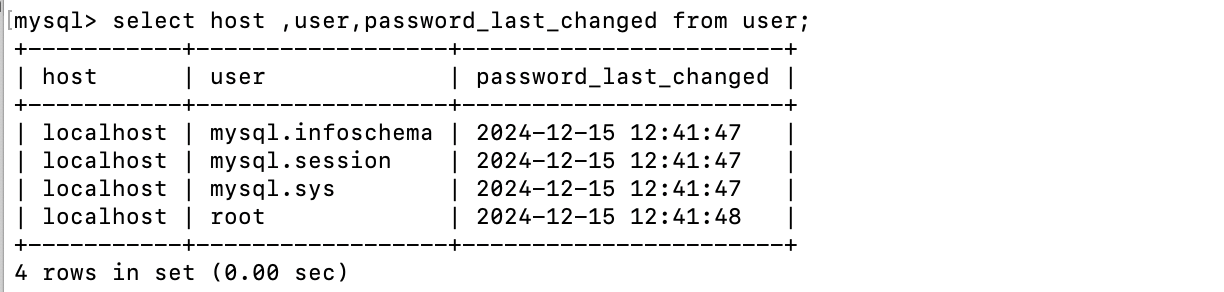 [mysql> select host ,user,password_last_changed from user;
+-----------+------------------+-----------------------+
| host      | user             | password_last_changed |
+-----------+------------------+-----------------------+
| localhost | mysql.infoschema | 2024-12-15 12:41:47   |
| localhost | mysql.session    | 2024-12-15 12:41:47   |
| localhost | mysql.sys        | 2024-12-15 12:41:47   |
| localhost | root             | 2024-12-15 12:41:48   |
+-----------+------------------+-----------------------+
4 rows in set (0.00 sec)